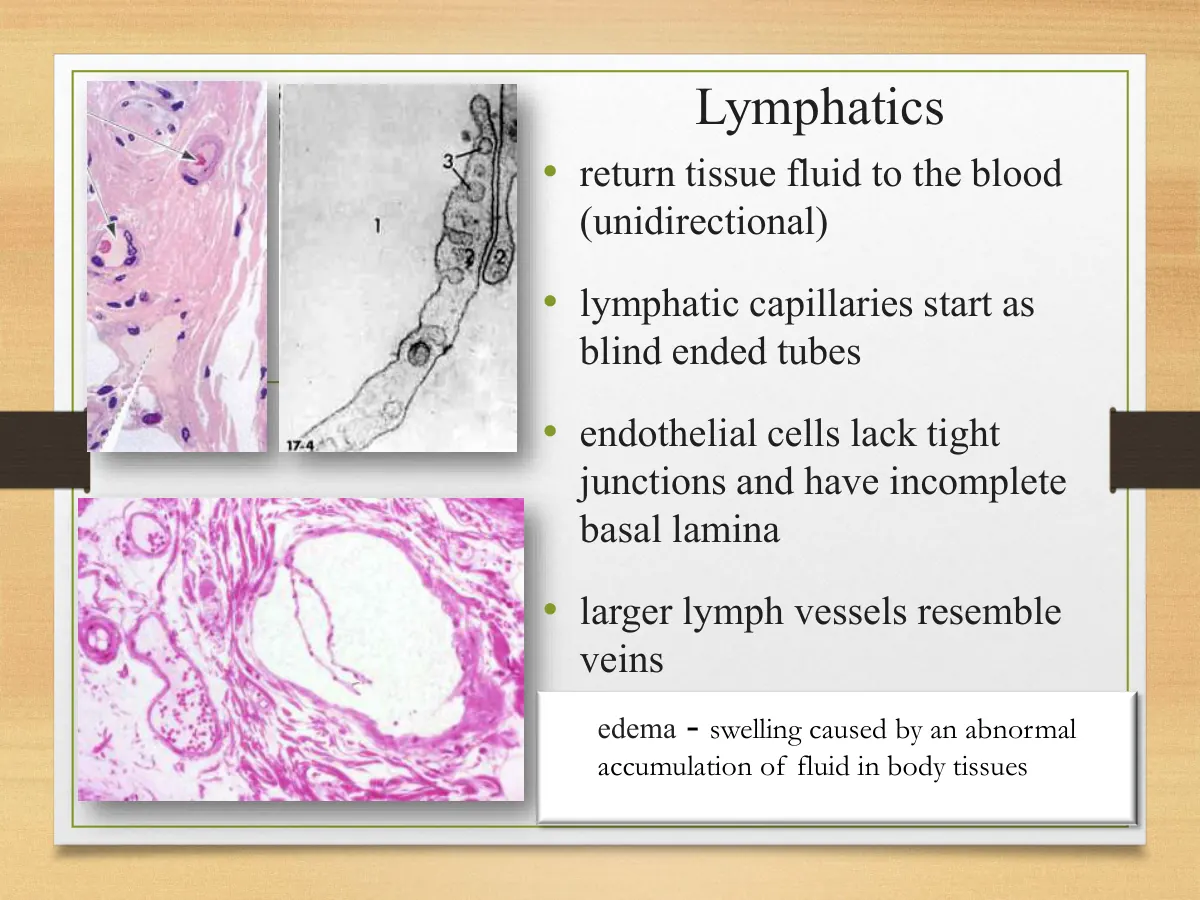 Lymphatics
• return tissue fluid to the blood
(unidirectional)
• lymphatic capillaries start as
blind ended tubes
• endothelial cells lack tight
junctions and have incomplete
basal lamina
• larger lymph vessels resemble
veins
edema - swelling caused by an abnormal
accumulation of fluid in body tissues
3
1
2 2
17-4